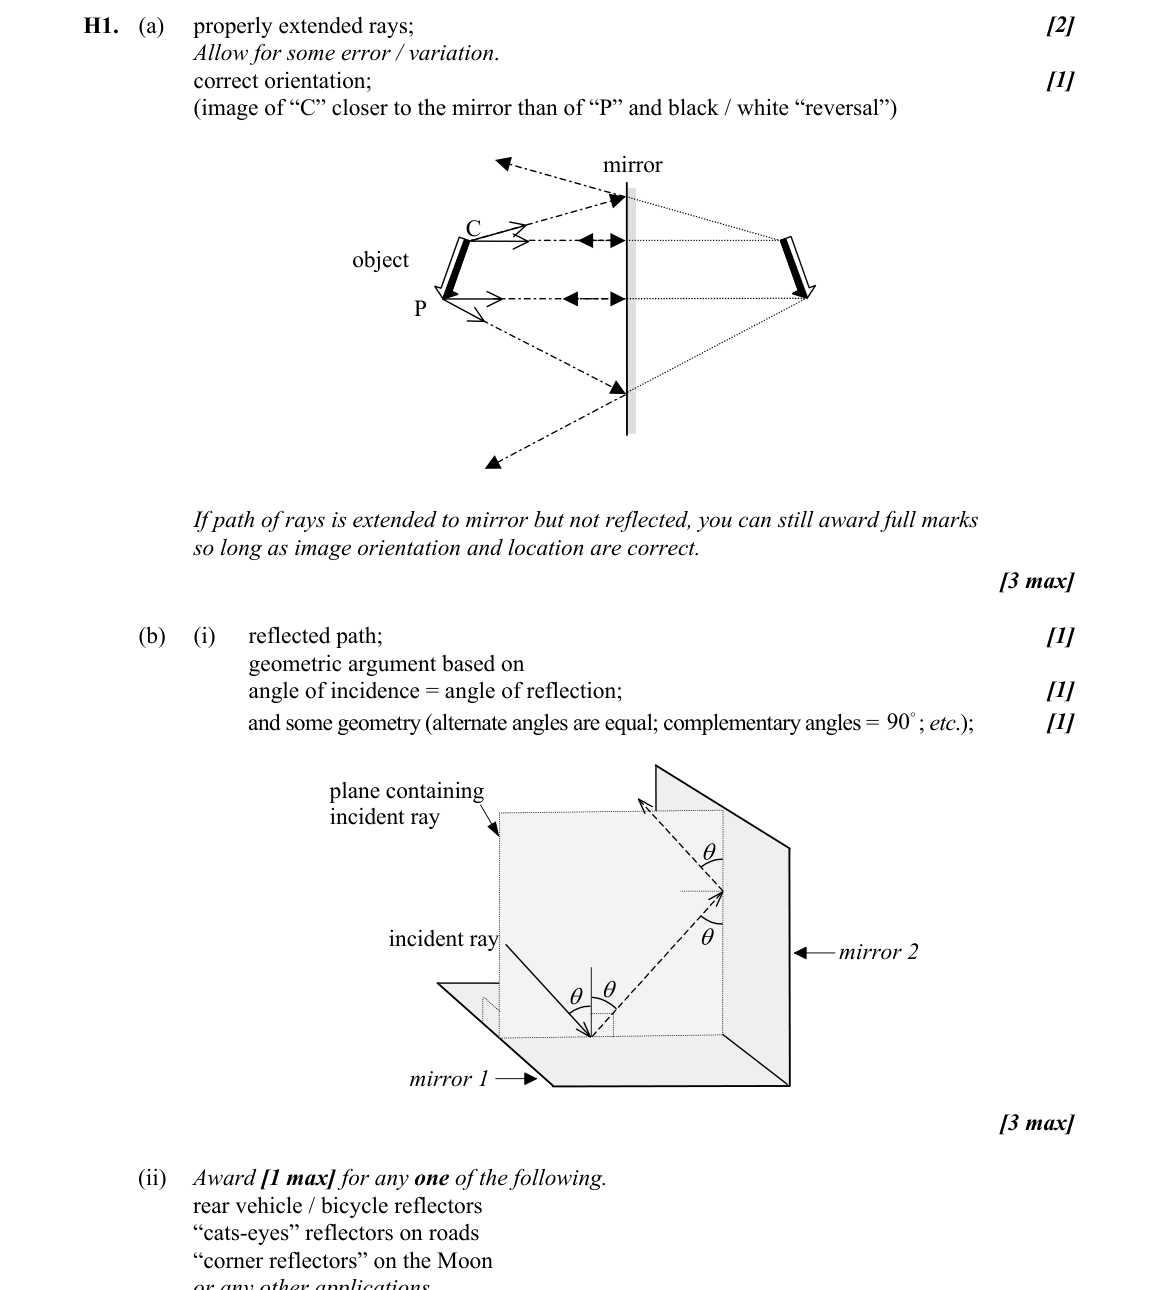 H1. (a) properly extended rays; [2]
Allow for some error / variation.
correct orientation; [1]
(image of “C” closer to the mirror than of “P” and black / white “reversal”)
mirror
C
object
P
If path of rays is extended to mirror but not reflected, you can still award full marks
so long as image orientation and location are correct.
[3 max]
(b) (i) reflected path; [1]
geometric argument based on
angle of incidence = angle of reflection; [1]
and some geometry (alternate angles are equal; complementary angles = 90°; etc.); [1]
plane containing
incident ray
θ
θ
incident ray
mirror 2
θ θ
mirror 1
[3 max]
(ii) Award [1 max] for any one of the following.
rear vehicle / bicycle reflectors
“cats-eyes” reflectors on roads
“corner reflectors” on the Moon
or any other applications